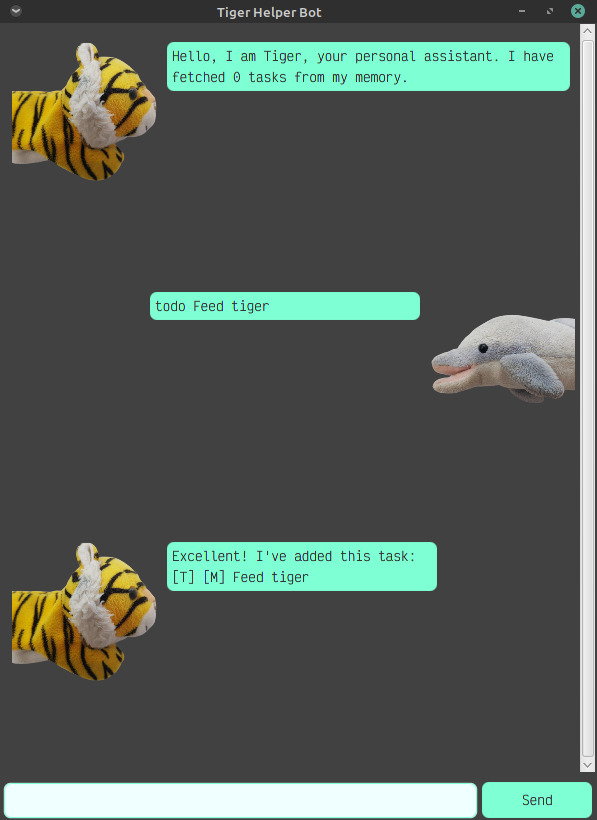 Tiger Helper Bot
Hello, I am Tiger, your personal assistant. I have
fetched 0 tasks from my memory.
todo Feed tiger
Excellent! I've added this task:
[T] [M] Feed tiger
Send